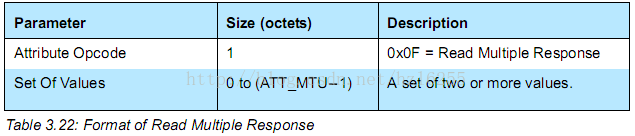 Parameter Size (octets) Description
Attribute Opcode 1 0x0F = Read Multiple Response
Set Of Values 0 to (ATT_MTU--1) A set of two or more values.
Table 3.22: Format of Read Multiple Response